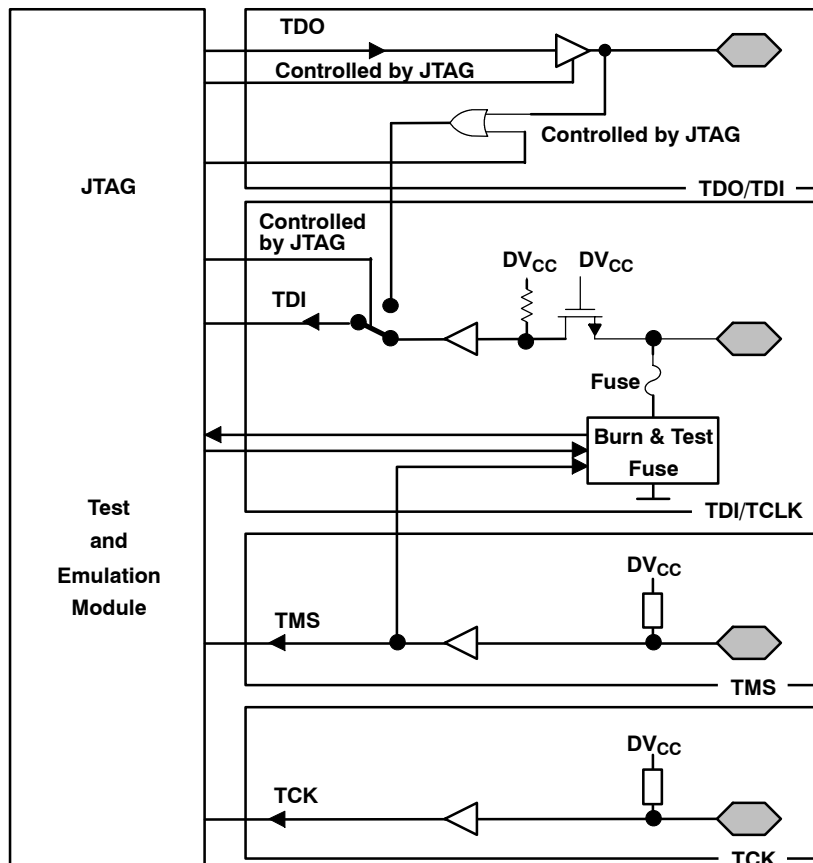 TDO
Controlled by JTAG
Controlled by JTAG
JTAG
TDO/TDI
Controlled
by JTAG
DVCC
DVCC
TDI
Fuse
Burn & Test
Fuse
TDI/TCLK
Test
and
Emulation
Module
DVCC
TMS
TMS
DVCC
TCK
TCK